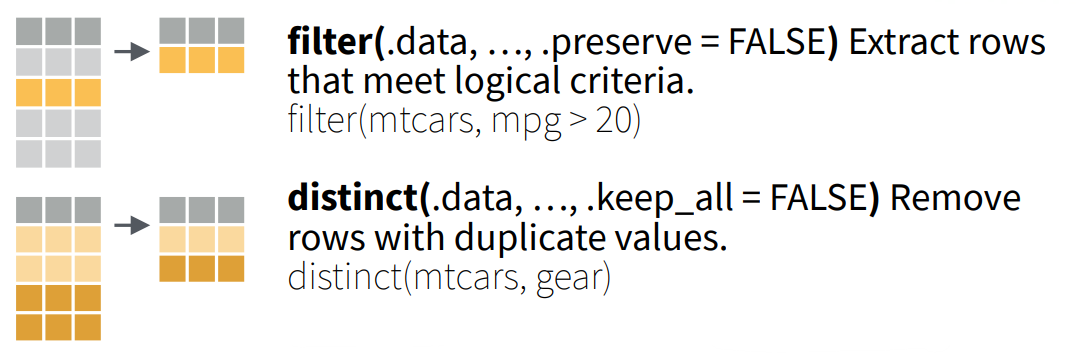 filter(.data, …, .preserve = FALSE) Extract rows
that meet logical criteria.
filter(mtcars, mpg > 20)
distinct(.data, …, .keep_all = FALSE) Remove
rows with duplicate values.
distinct(mtcars, gear)